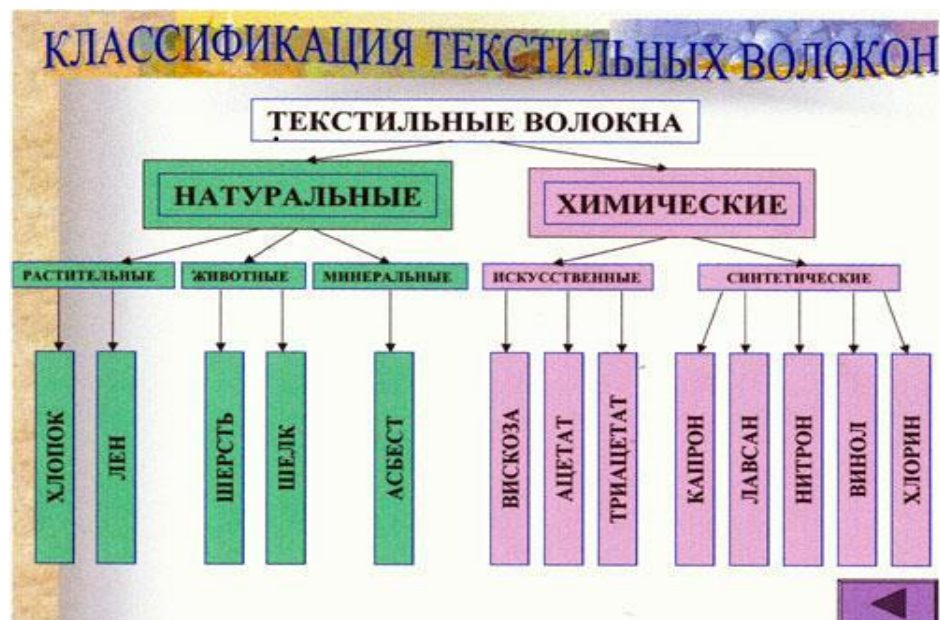 КЛАССИФИКАЦИЯ ТЕКСТИЛЬНЫХ ВОЛОКОН
ТЕКСТИЛЬНЫЕ ВОЛОКНА
НАТУРАЛЬНЫЕ
ХИМИЧЕСКИЕ
РАСТИТЕЛЬНЫЕ
ЖИВОТНЫЕ
МИНЕРАЛЬНЫЕ
ИСКУССТВЕННЫЕ
СИНТЕТИЧЕСКИЕ
ХЛОПОК
ЛЕН
ШЕРСТЬ
ШЕЛК
АСБЕСТ
ВИСКОЗА
АЦЕТАТ
ТРИАЦЕТАТ
КАПРОН
ЛАВСАН
НИТРОН
ВИНОЛ
ХЛОРИН